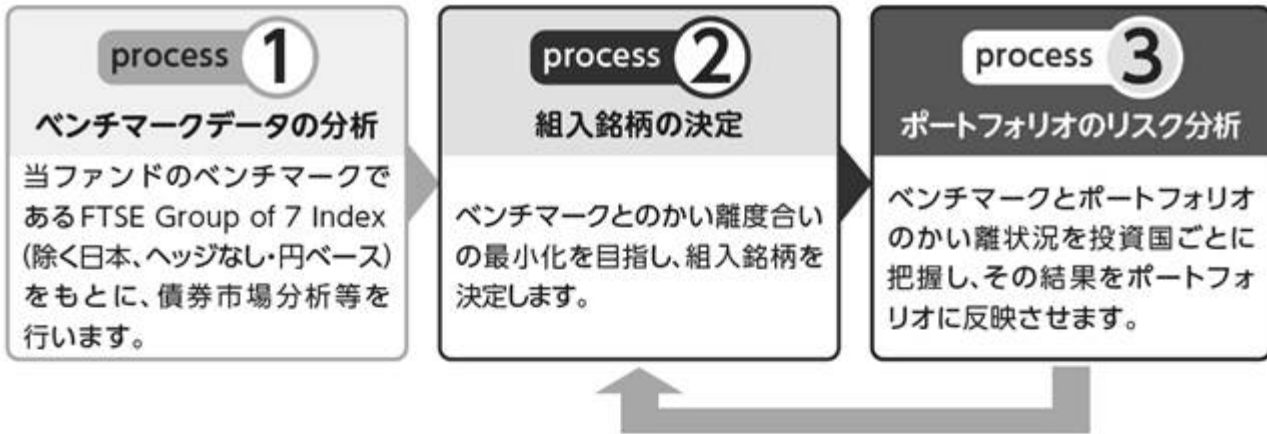 process 1
ベンチマークデータの分析
当ファンドのベンチマークで
あるFTSE Group of 7 Index
(除く日本、ヘッジなし・円ベース)
をもとに、債券市場分析等を
行います。
process 2
組入銘柄の決定
ベンチマークとのかい離度合い
の最小化を目指し、組入銘柄を
決定します。
process 3
ポートフォリオのリスク分析
ベンチマークとポートフォリオ
のかい離状況を投資国ごとに
把握し、その結果をポートフォ
リオに反映させます。